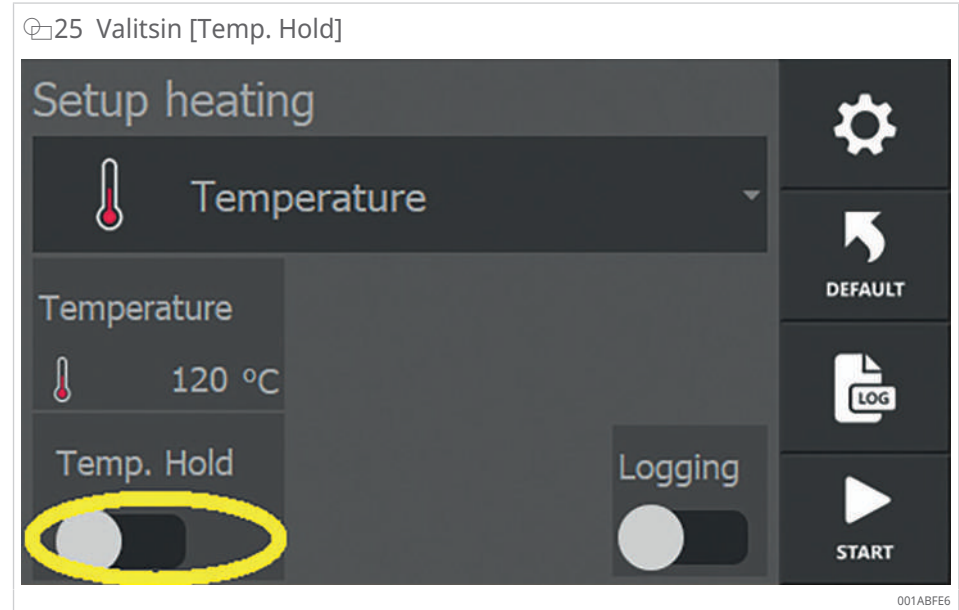 25 Valitsin [Temp. Hold]
Setup heating
Temperature
DEFAULT
Temperature
120 °C
LOG
Temp. Hold
Logging
START
001ABFE6